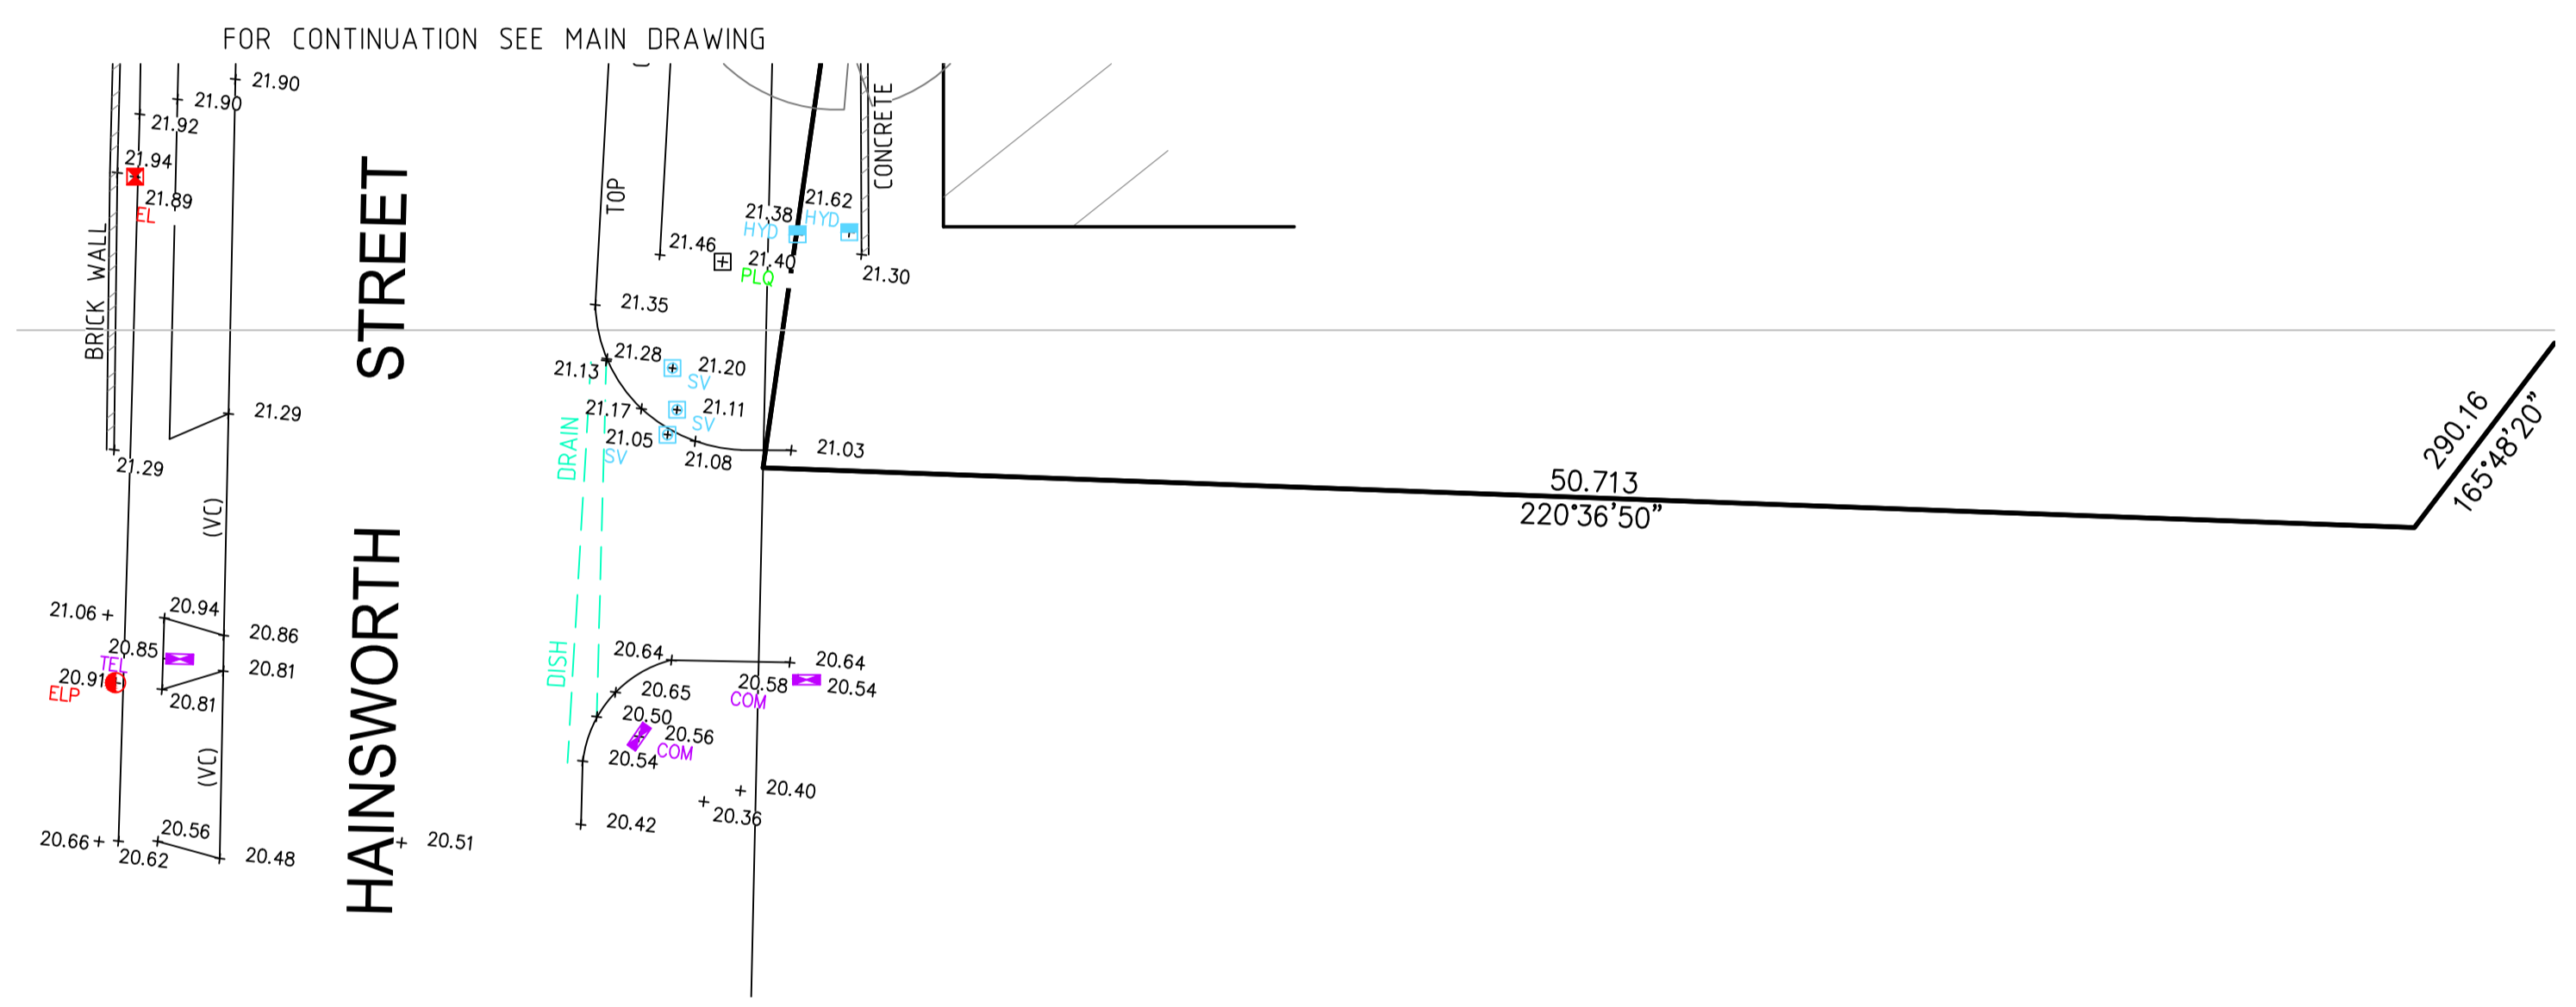 FOR CONTINUATION SEE MAIN DRAWING
21.90
21.90
21.92
21.94
21.89
EL
BRICK WALL
STREET
TOP
CONCRETE
21.62
HYD
21.38
HYD
21.46
21.40
PLQ
21.30
21.35
21.28
21.13
21.20
SV
21.17
21.11
SV
21.05
SV
21.08
21.03
DRAIN
21.29
21.29
(VC)
50.713
220°36'50"
290.16
165°48'20"
HAINSWORTH
21.06
20.94
20.86
20.85
TEL
20.81
20.91
ELP
20.81
DISH
20.64
20.64
20.65
20.58
COM
20.54
20.50
20.56
COM
20.54
(VC)
20.40
20.36
20.42
20.66
20.56
20.62
20.48
20.51